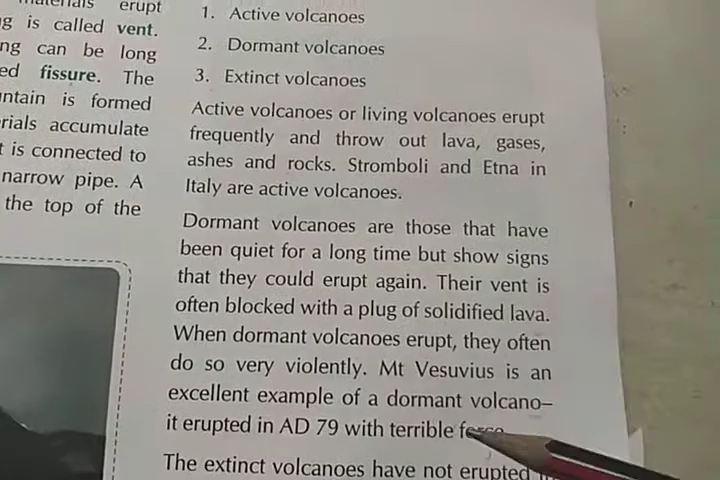 materials erupt
g is called vent.
ng can be long
ed fissure. The
ntain is formed
rials accumulate
t is connected to
narrow pipe. A
the top of the
1. Active volcanoes
2. Dormant volcanoes
3. Extinct volcanoes
Active volcanoes or living volcanoes erupt
frequently and throw out lava, gases,
ashes and rocks. Stromboli and Etna in
Italy are active volcanoes.
Dormant volcanoes are those that have
been quiet for a long time but show signs
that they could erupt again. Their vent is
often blocked with a plug of solidified lava.
When dormant volcanoes erupt, they often
do so very violently. Mt Vesuvius is an
excellent example of a dormant volcano–
it erupted in AD 79 with terrible force
The extinct volcanoes have not erupted